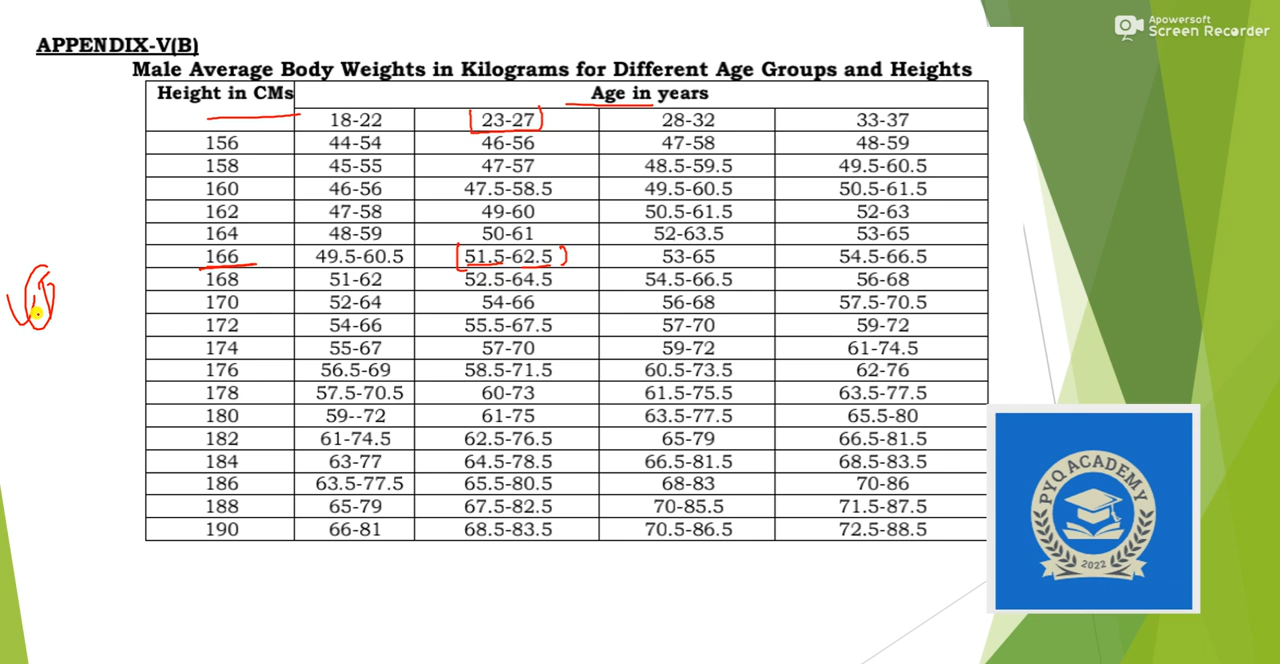 Apowersoft
Screen Recorder
APPENDIX-V(B)
Male Average Body Weights in Kilograms for Different Age Groups and Heights
Height in CMs Age in years
18-22 23-27 28-32 33-37
156 44-54 46-56 47-58 48-59
158 45-55 47-57 48.5-59.5 49.5-60.5
160 46-56 47.5-58.5 49.5-60.5 50.5-61.5
162 47-58 49-60 50.5-61.5 52-63
164 48-59 50-61 52-63.5 53-65
166 49.5-60.5 51.5-62.5 53-65 54.5-66.5
168 51-62 52.5-64.5 54.5-66.5 56-68
170 52-64 54-66 56-68 57.5-70.5
172 54-66 55.5-67.5 57-70 59-72
174 55-67 57-70 59-72 61-74.5
176 56.5-69 58.5-71.5 60.5-73.5 62-76
178 57.5-70.5 60-73 61.5-75.5 63.5-77.5
180 59--72 61-75 63.5-77.5 65.5-80
182 61-74.5 62.5-76.5 65-79 66.5-81.5
184 63-77 64.5-78.5 66.5-81.5 68.5-83.5
186 63.5-77.5 65.5-80.5 68-83 70-86
188 65-79 67.5-82.5 70-85.5 71.5-87.5
190 66-81 68.5-83.5 70.5-86.5 72.5-88.5
PYQ ACADEMY
2022